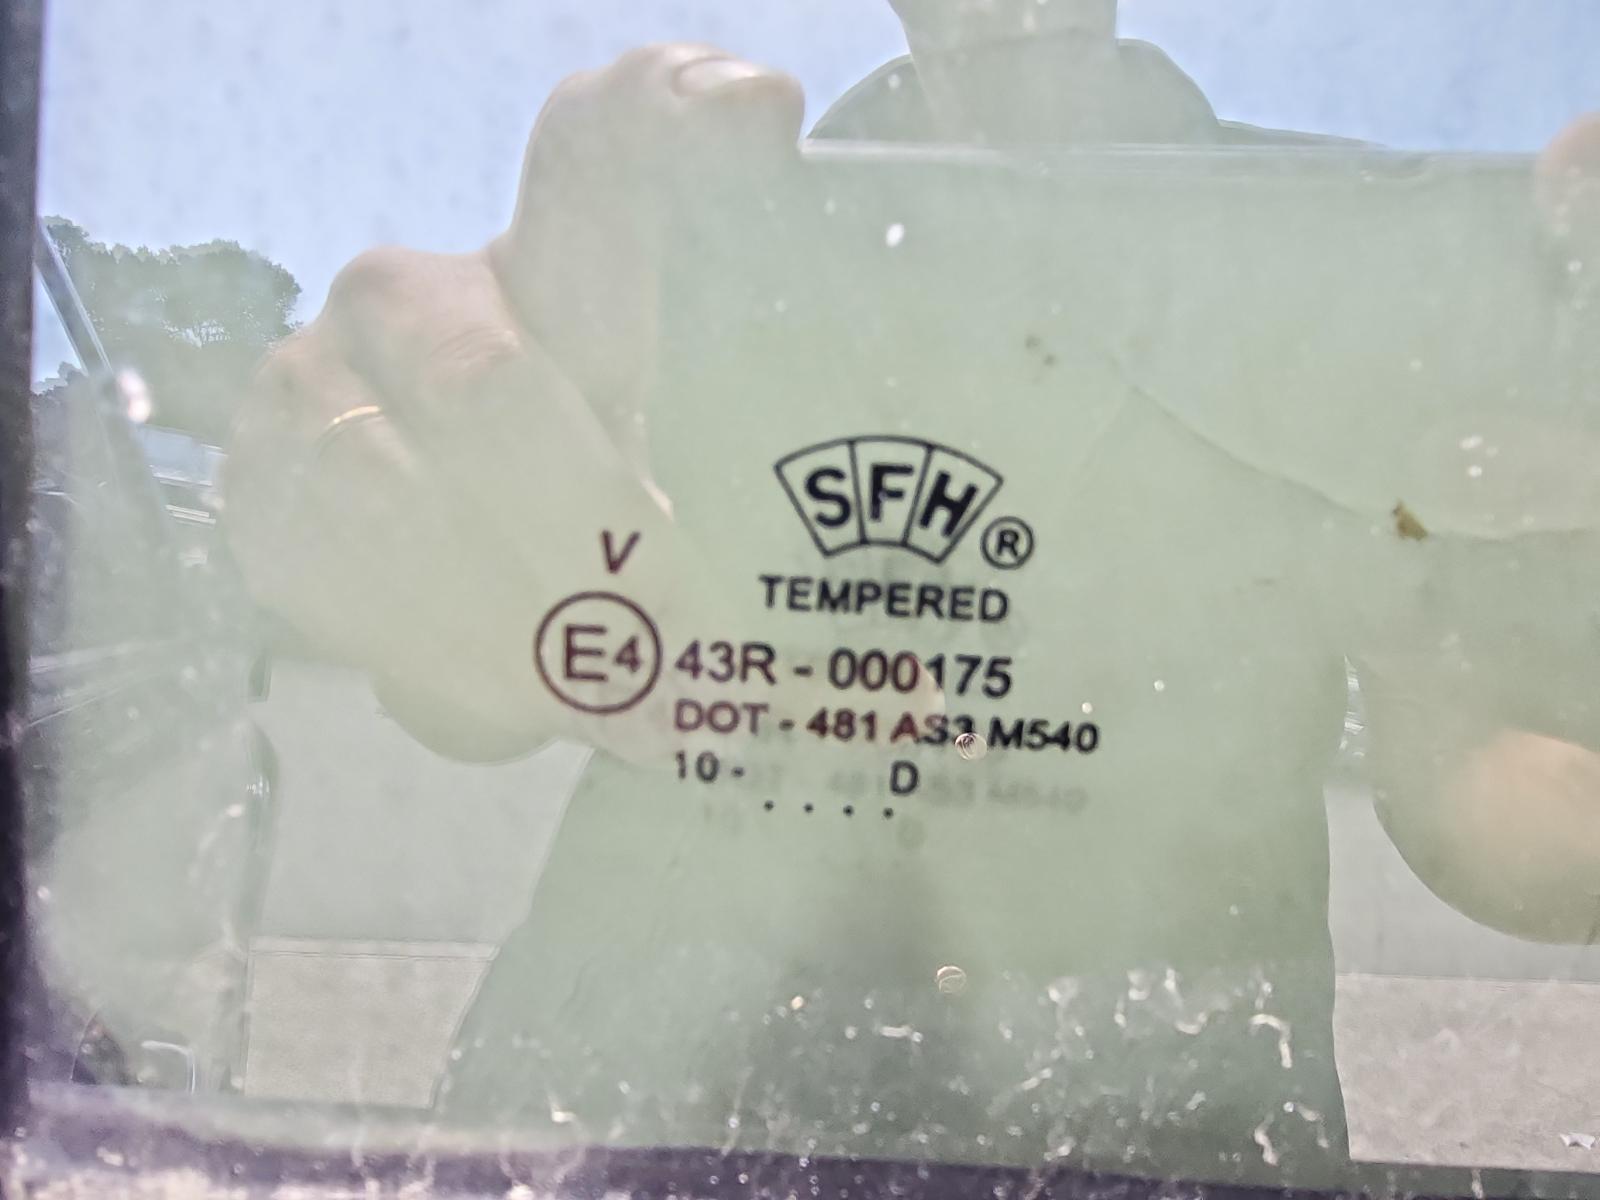 SFH ®
TEMPERED
V
E4 43R - 000175
DOT - 481 AS3 M540
10 - D
. . . .